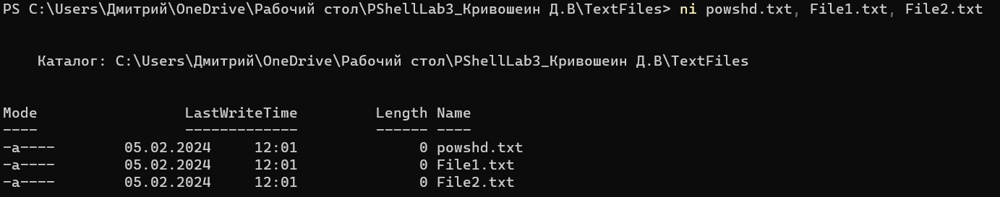 PS C:\Users\Дмитрий\OneDrive\Рабочий стол\PShellLab3_Кривошеин Д.В\TextFiles> ni powshd.txt, File1.txt, File2.txt
Каталог: C:\Users\Дмитрий\OneDrive\Рабочий стол\PShellLab3_Кривошеин Д.В\TextFiles
Mode                 LastWriteTime         Length Name
----                 -------------         ------ ----
-a----        05.02.2024     12:01              0 powshd.txt
-a----        05.02.2024     12:01              0 File1.txt
-a----        05.02.2024     12:01              0 File2.txt